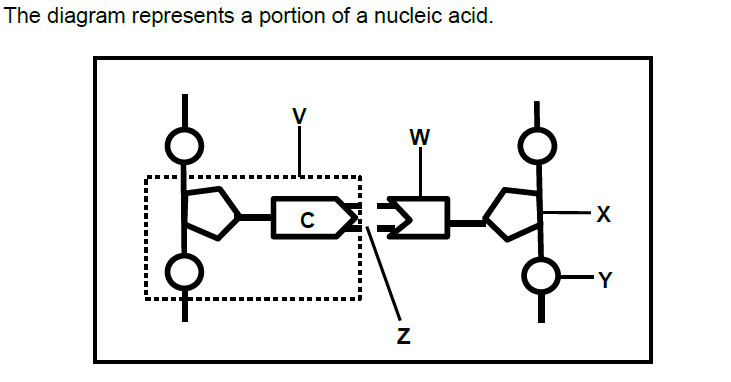 The diagram represents a portion of a nucleic acid.
V
W
C
X
Y
Z